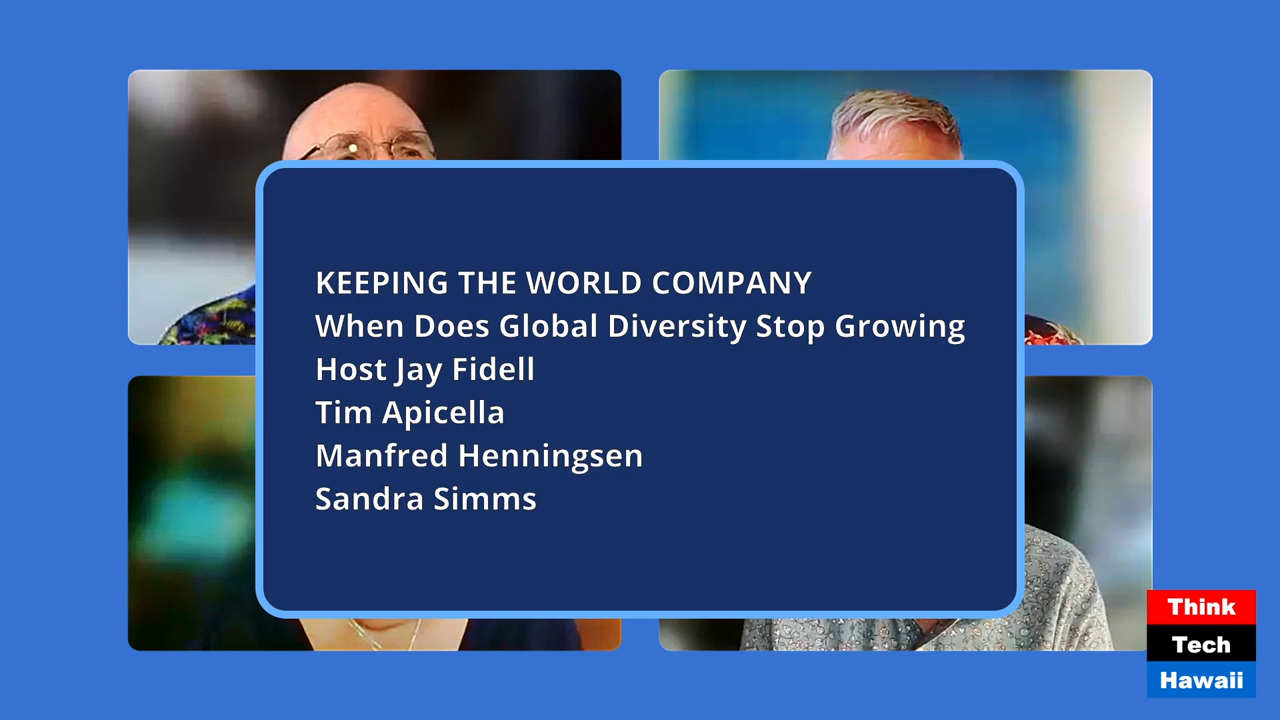 KEEPING THE WORLD COMPANY
When Does Global Diversity Stop Growing
Host Jay Fidell
Tim Apicella
Manfred Henningsen
Sandra Simms
Think
Tech
Hawaii